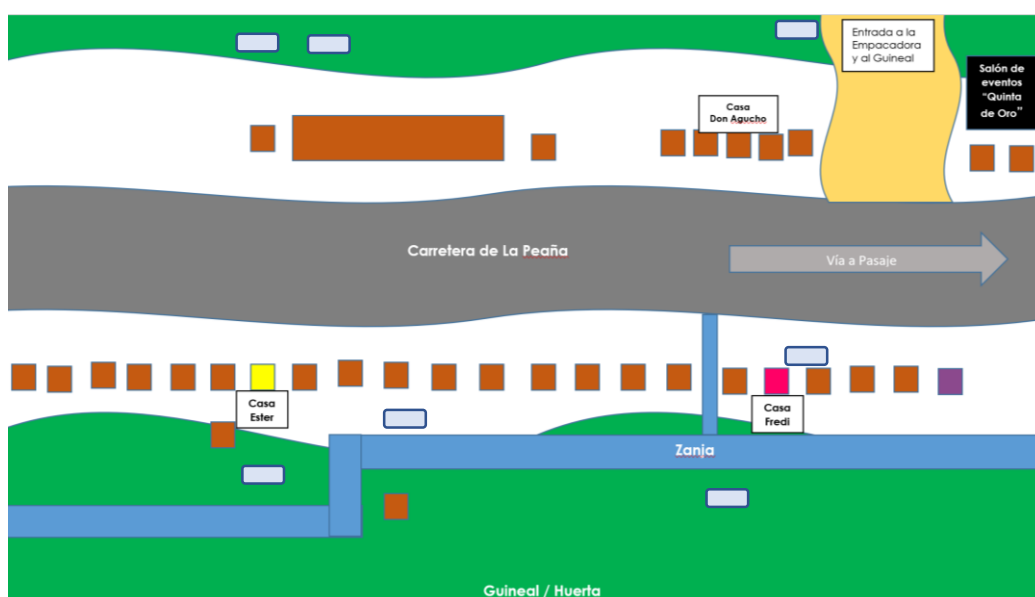 Entrada a la
Empacadora
y al Guineal
Salón de
eventos
“Quinta
de Oro”
Casa
Don Agucho
Carretera de La Peaña
Vía a Pasaje
Casa
Ester
Casa
Fredi
Zanja
Guineal / Huerta